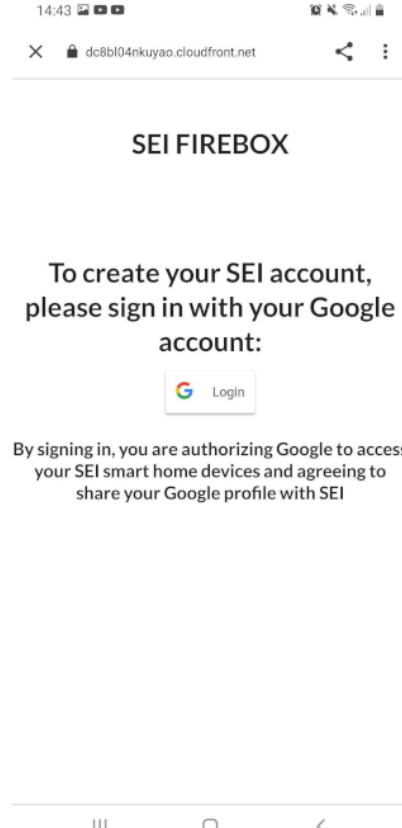 14:43
dc8bl04nkuyao.cloudfront.net
SEI FIREBOX
To create your SEI account,
please sign in with your Google
account:
G Login
By signing in, you are authorizing Google to access
your SEI smart home devices and agreeing to
share your Google profile with SEI